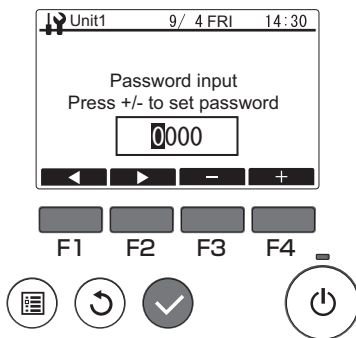 Unit1 9/ 4 FRI 14:30
Password input
Press +/- to set password
0000
− +
F1 F2 F3 F4